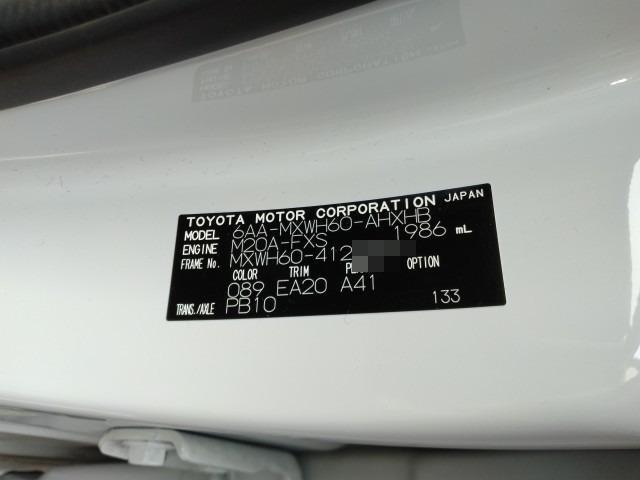 TOYOTA MOTOR CORPORATION JAPAN
MODEL 6AA-MXWH60-AHXHB
ENGINE M20A-FXS 1986 mL
FRAME No. MXWH60-412
COLOR TRIM OPTION
089 EA20 A41
TRANS./AXLE PB10 133